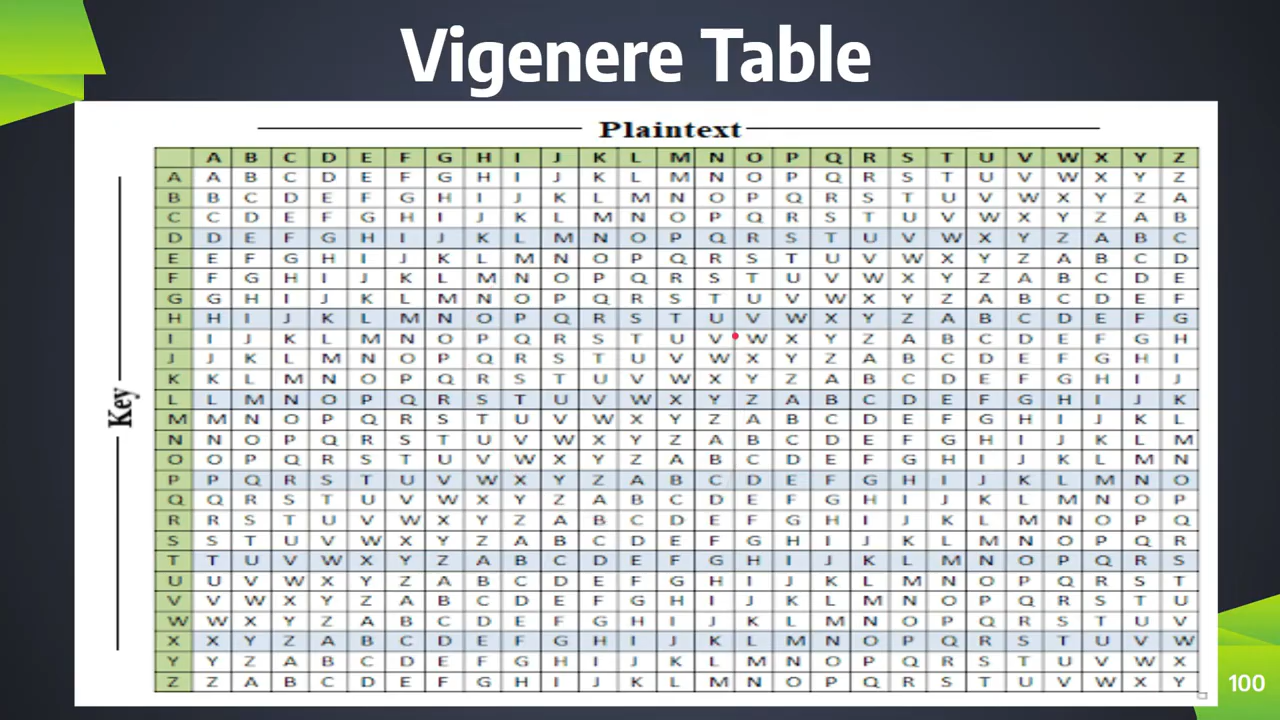 Vigenere Table
Plaintext
A B C D E F G H I J K L M N O P Q R S T U V W X Y Z
A A B C D E F G H I J K L M N O P Q R S T U V W X Y Z
B B C D E F G H I J K L M N O P Q R S T U V W X Y Z A
C C D E F G H I J K L M N O P Q R S T U V W X Y Z A B
D D E F G H I J K L M N O P Q R S T U V W X Y Z A B C
E E F G H I J K L M N O P Q R S T U V W X Y Z A B C D
F F G H I J K L M N O P Q R S T U V W X Y Z A B C D E
G G H I J K L M N O P Q R S T U V W X Y Z A B C D E F
H H I J K L M N O P Q R S T U V W X Y Z A B C D E F G
I I J K L M N O P Q R S T U V W X Y Z A B C D E F G H
J J K L M N O P Q R S T U V W X Y Z A B C D E F G H I
K K L M N O P Q R S T U V W X Y Z A B C D E F G H I J
L L M N O P Q R S T U V W X Y Z A B C D E F G H I J K
M M N O P Q R S T U V W X Y Z A B C D E F G H I J K L
N N O P Q R S T U V W X Y Z A B C D E F G H I J K L M
O O P Q R S T U V W X Y Z A B C D E F G H I J K L M N
P P Q R S T U V W X Y Z A B C D E F G H I J K L M N O
Q Q R S T U V W X Y Z A B C D E F G H I J K L M N O P
R R S T U V W X Y Z A B C D E F G H I J K L M N O P Q
S S T U V W X Y Z A B C D E F G H I J K L M N O P Q R
T T U V W X Y Z A B C D E F G H I J K L M N O P Q R S
U U V W X Y Z A B C D E F G H I J K L M N O P Q R S T
V V W X Y Z A B C D E F G H I J K L M N O P Q R S T U
W W X Y Z A B C D E F G H I J K L M N O P Q R S T U V
X X Y Z A B C D E F G H I J K L M N O P Q R S T U V W
Y Y Z A B C D E F G H I J K L M N O P Q R S T U V W X
Z Z A B C D E F G H I J K L M N O P Q R S T U V W X Y
Key
100